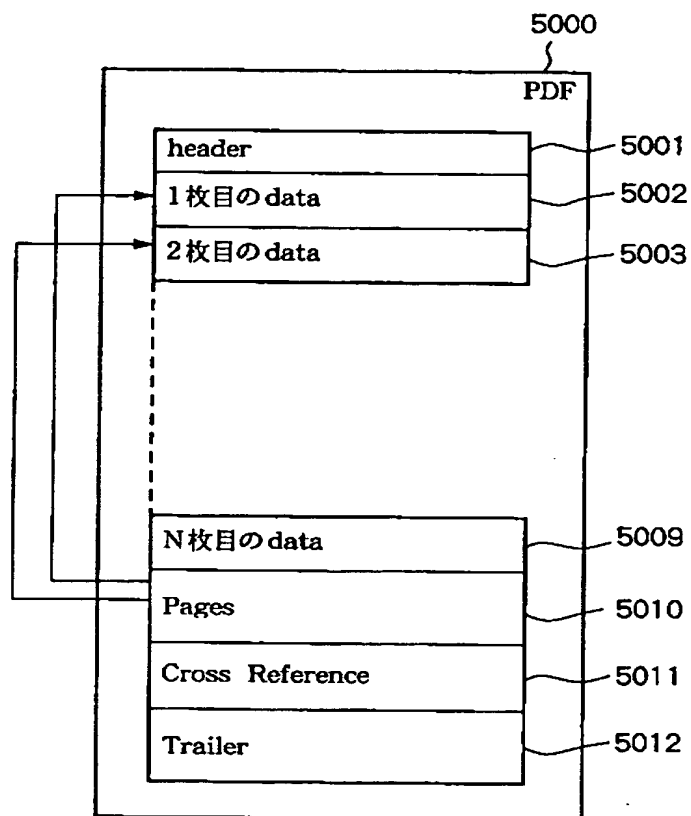 5000
PDF
header
5001
1枚目のdata
5002
2枚目のdata
5003
N枚目のdata
5009
Pages
5010
Cross Reference
5011
Trailer
5012